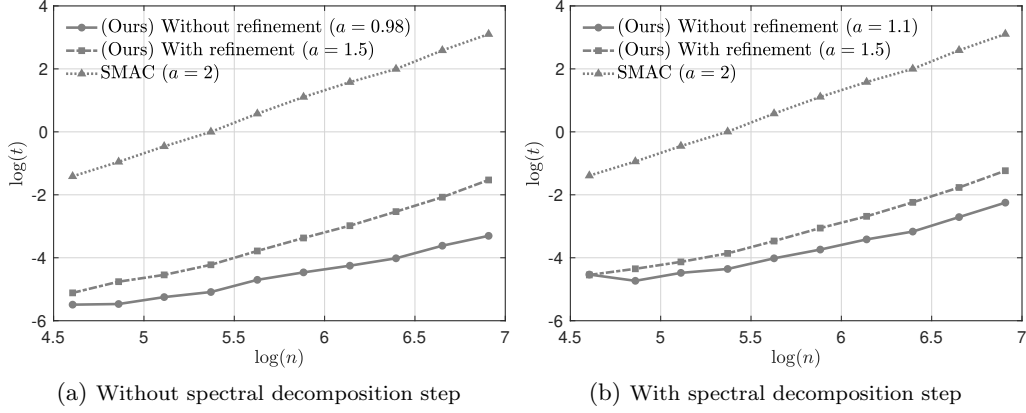 4
2
0
-2
-4
-6
log(t)
(Ours) Without refinement (a = 0.98)
(Ours) With refinement (a = 1.5)
SMAC (a = 2)
4.5 5 5.5 6 6.5 7
log(n)
(a) Without spectral decomposition step
4
2
0
-2
-4
-6
log(t)
(Ours) Without refinement (a = 1.1)
(Ours) With refinement (a = 1.5)
SMAC (a = 2)
4.5 5 5.5 6 6.5 7
log(n)
(b) With spectral decomposition step